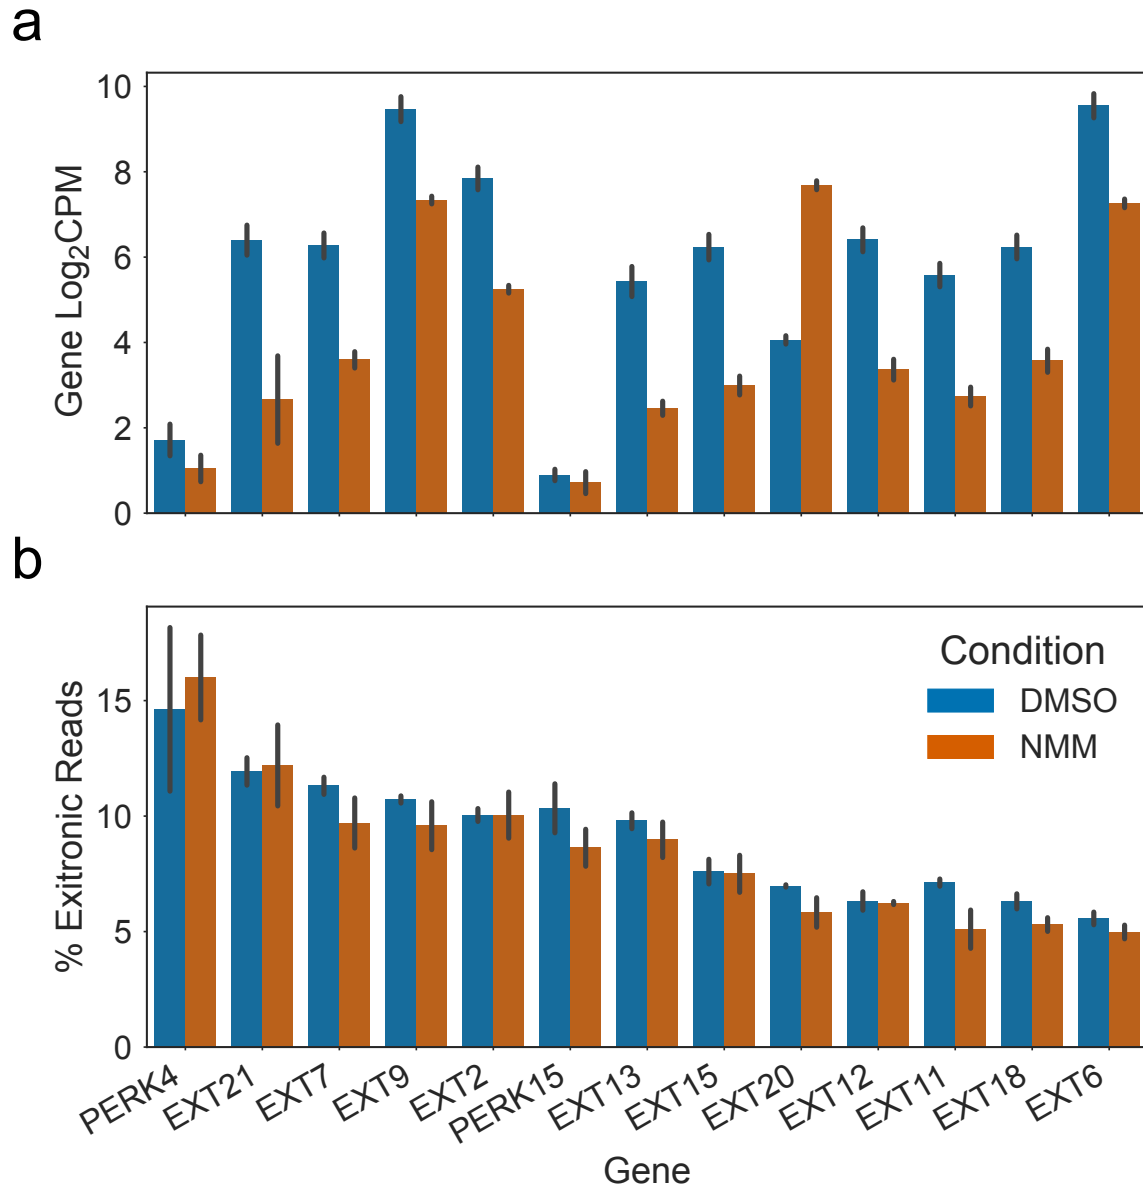 a
10
8
6
4
2
0
Gene Log₂CPM
b
15
10
5
0
% Exitronic Reads
Condition
DMSO
NMM
PERK4
EXT21
EXT7
EXT9
EXT2
PERK15
EXT13
EXT15
EXT20
EXT12
EXT11
EXT18
EXT6
Gene